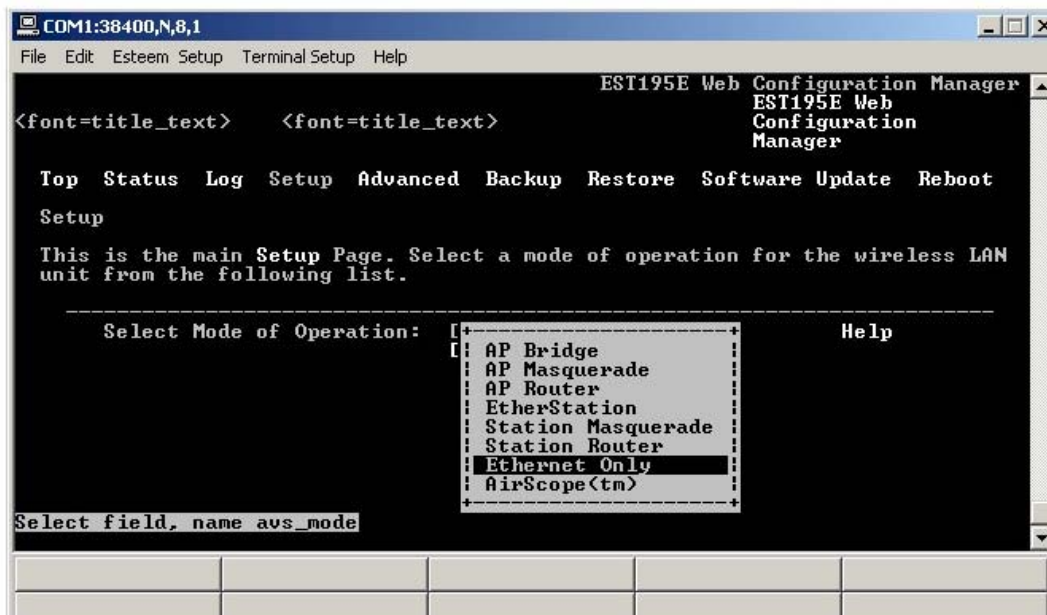 COM1:38400,N,8,1
File Edit Esteem Setup Terminal Setup Help
EST195E Web Configuration Manager
EST195E Web
<font=title_text> <font=title_text> Configuration
Manager
Top Status Log Setup Advanced Backup Restore Software Update Reboot
Setup
This is the main Setup Page. Select a mode of operation for the wireless LAN
unit from the following list.
Select Mode of Operation: [ Help
[
AP Bridge
AP Masquerade
AP Router
EtherStation
Station Masquerade
Station Router
Ethernet Only
AirScope(tm)
Select field, name avs_mode